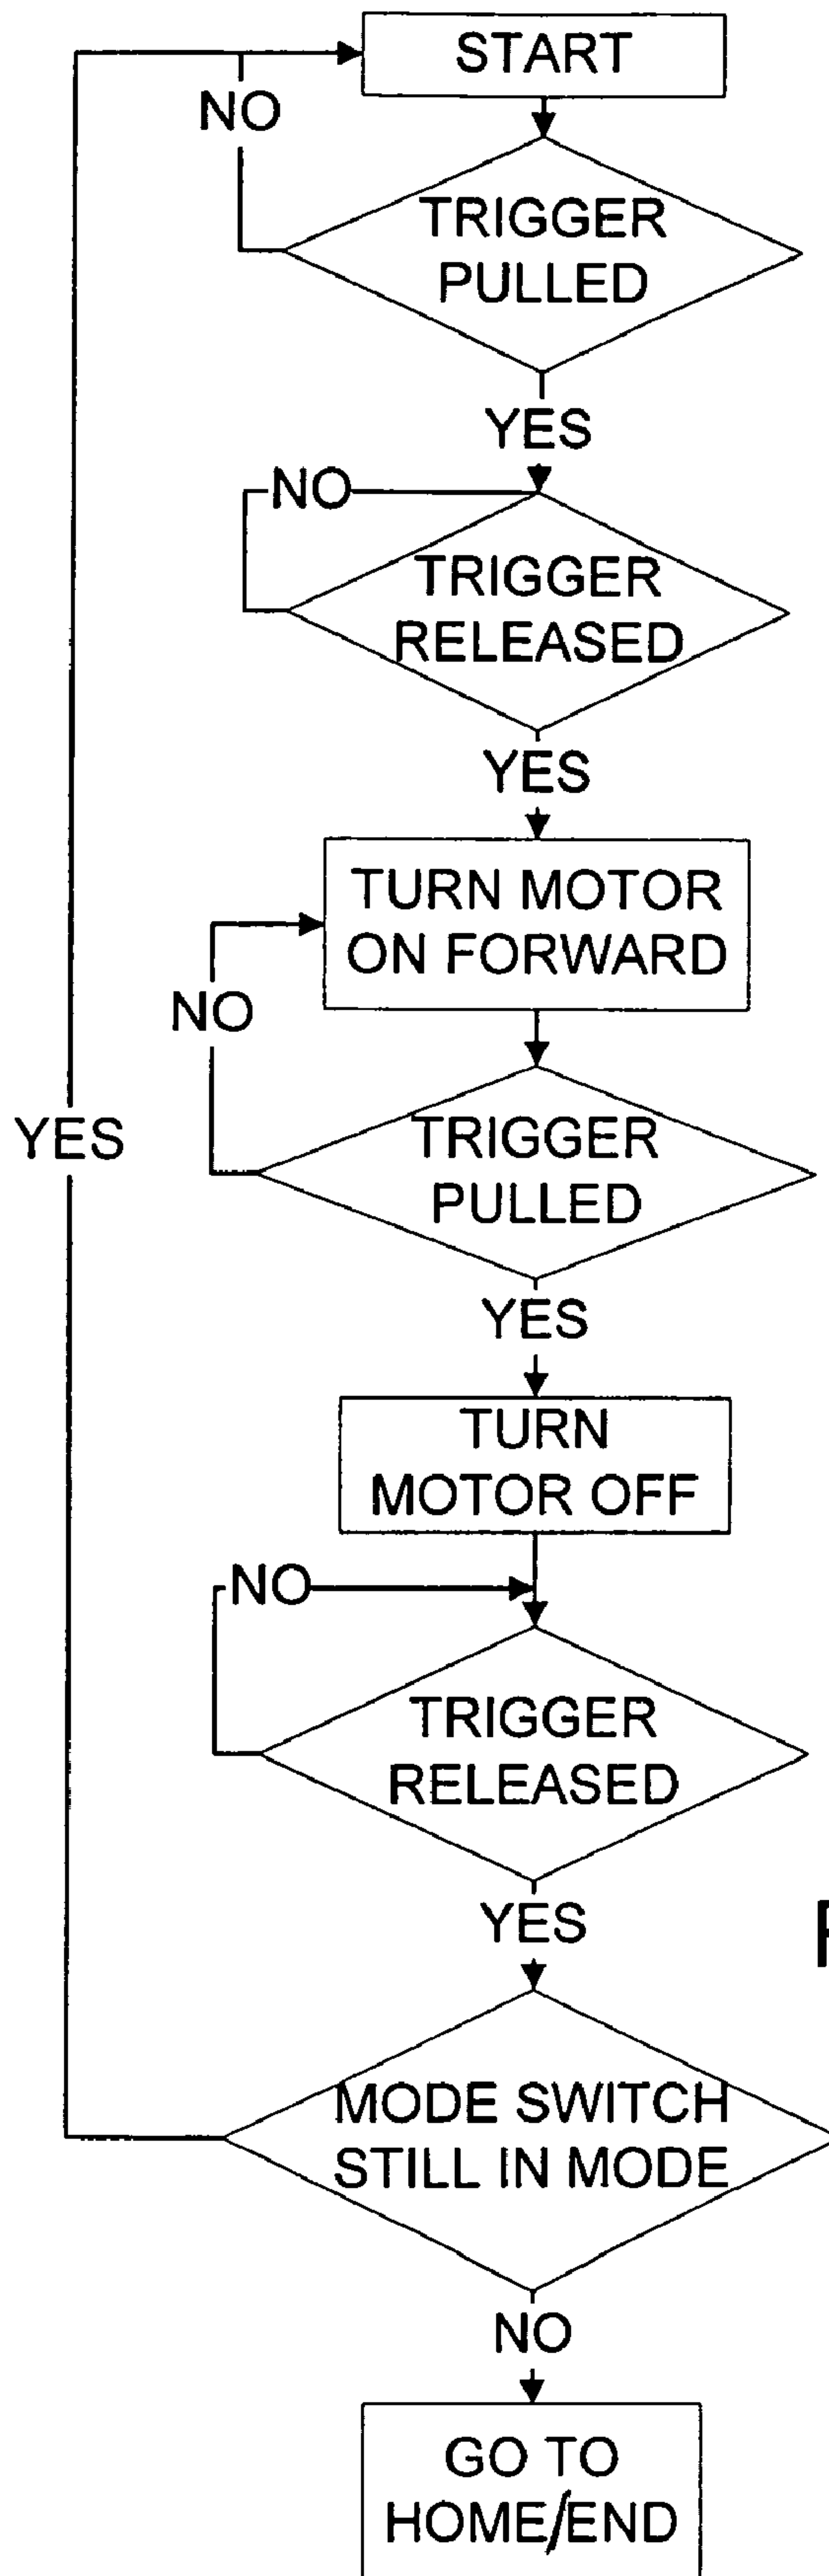 START
NO
TRIGGER
PULLED
YES
NO
TRIGGER
RELEASED
YES
TURN MOTOR
ON FORWARD
NO
TRIGGER
PULLED
YES
YES
TURN
MOTOR OFF
NO
TRIGGER
RELEASED
YES
MODE SWITCH
STILL IN MODE
NO
GO TO
HOME/END